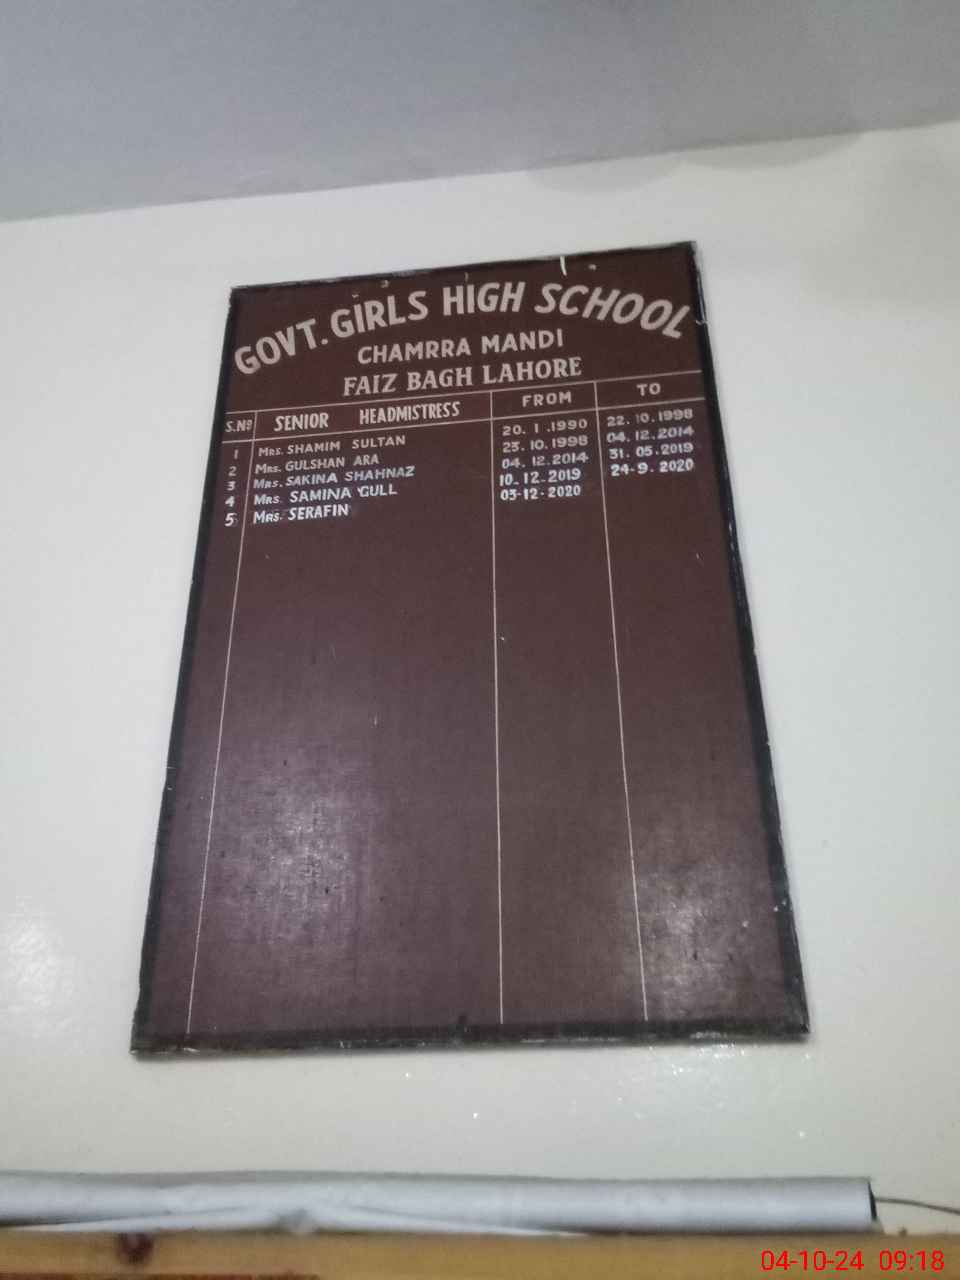 GOVT. GIRLS HIGH SCHOOL
CHAMRRA MANDI
FAIZ BAGH LAHORE
S.Nº SENIOR HEADMISTRESS FROM TO
1 MRS. SHAMIM SULTAN 20. 1 .1990 22. 10. 1998
2 MRS. GULSHAN ARA 23. 10. 1998 04. 12. 2014
3 MRS. SAKINA SHAHNAZ 04. 12. 2014 31. 05. 2019
4 MRS. SAMINA GULL 10. 12. 2019 24-9. 2020
5 MRS. SERAFIN 03-12-2020
04-10-24 09:18